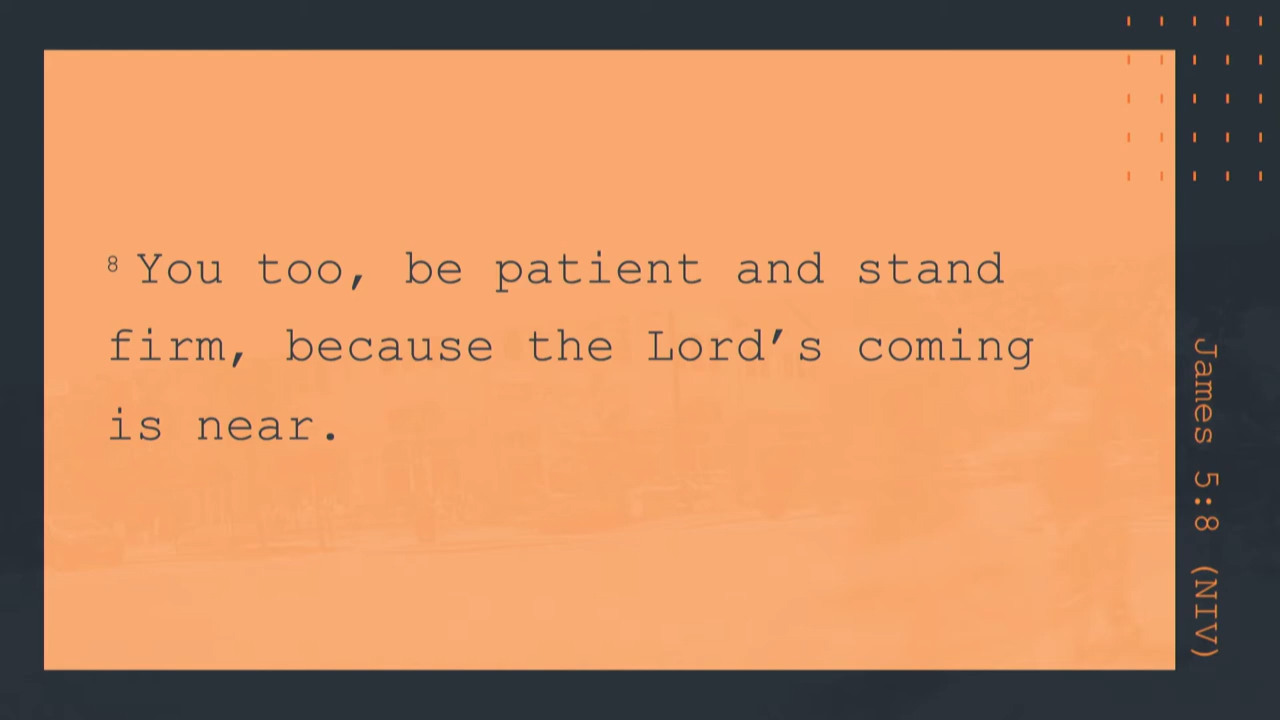 ⁸ You too, be patient and stand
firm, because the Lord’s coming
is near.
James 5:8 (NIV)